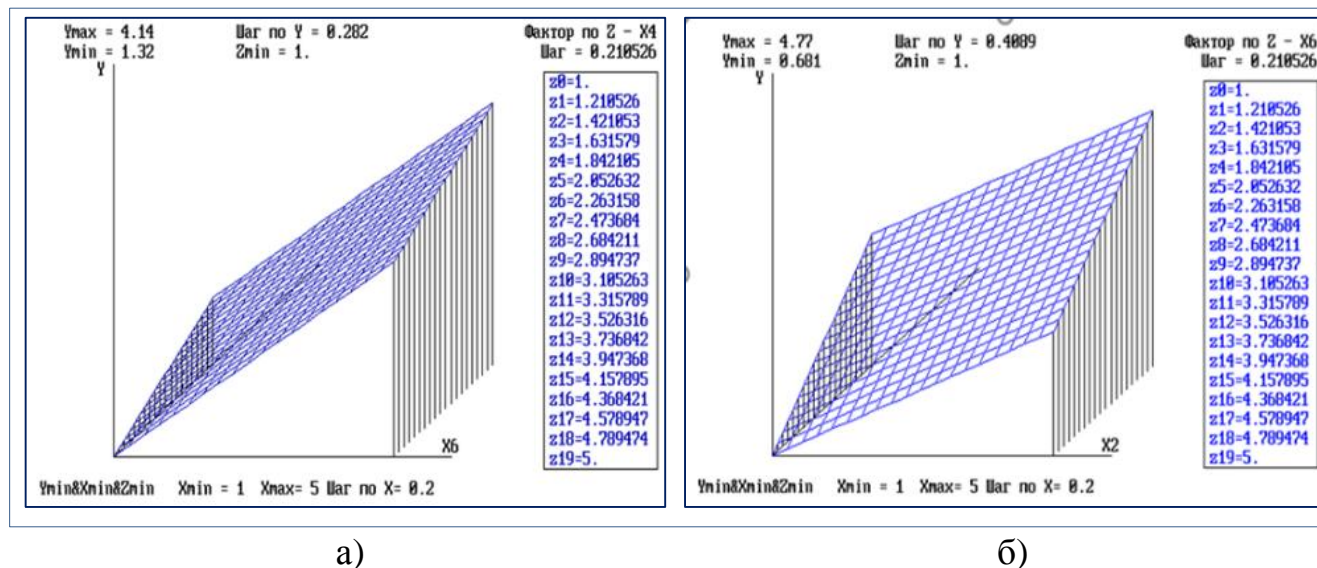 Ymax = 4.14 Шаг по Y = 0.282 Фактор по Z - X4
Ymin = 1.32 Zmin = 1. Шаг = 0.210526
Y
z0=1.
z1=1.210526
z2=1.421053
z3=1.631579
z4=1.842105
z5=2.052632
z6=2.263158
z7=2.473684
z8=2.684211
z9=2.894737
z10=3.105263
z11=3.315789
z12=3.526316
z13=3.736842
z14=3.947368
z15=4.157895
z16=4.368421
z17=4.578947
z18=4.789474
z19=5.
X6
Ymin&Xmin&Zmin Xmin = 1 Xmax= 5 Шаг по X= 0.2
а)
Ymax = 4.77 Шаг по Y = 0.4089 Фактор по Z - X6
Ymin = 0.681 Zmin = 1. Шаг = 0.210526
Y
z0=1.
z1=1.210526
z2=1.421053
z3=1.631579
z4=1.842105
z5=2.052632
z6=2.263158
z7=2.473684
z8=2.684211
z9=2.894737
z10=3.105263
z11=3.315789
z12=3.526316
z13=3.736842
z14=3.947368
z15=4.157895
z16=4.368421
z17=4.578947
z18=4.789474
z19=5.
X2
Ymin&Xmin&Zmin Xmin = 1 Xmax= 5 Шаг по X= 0.2
б)